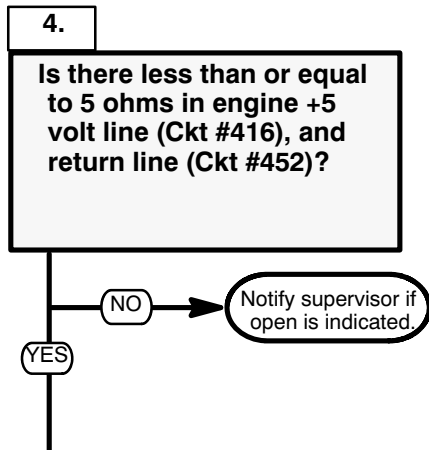 4.
Is there less than or equal
to 5 ohms in engine +5
volt line (Ckt #416), and
return line (Ckt #452)?
NO
Notify supervisor if
open is indicated.
YES